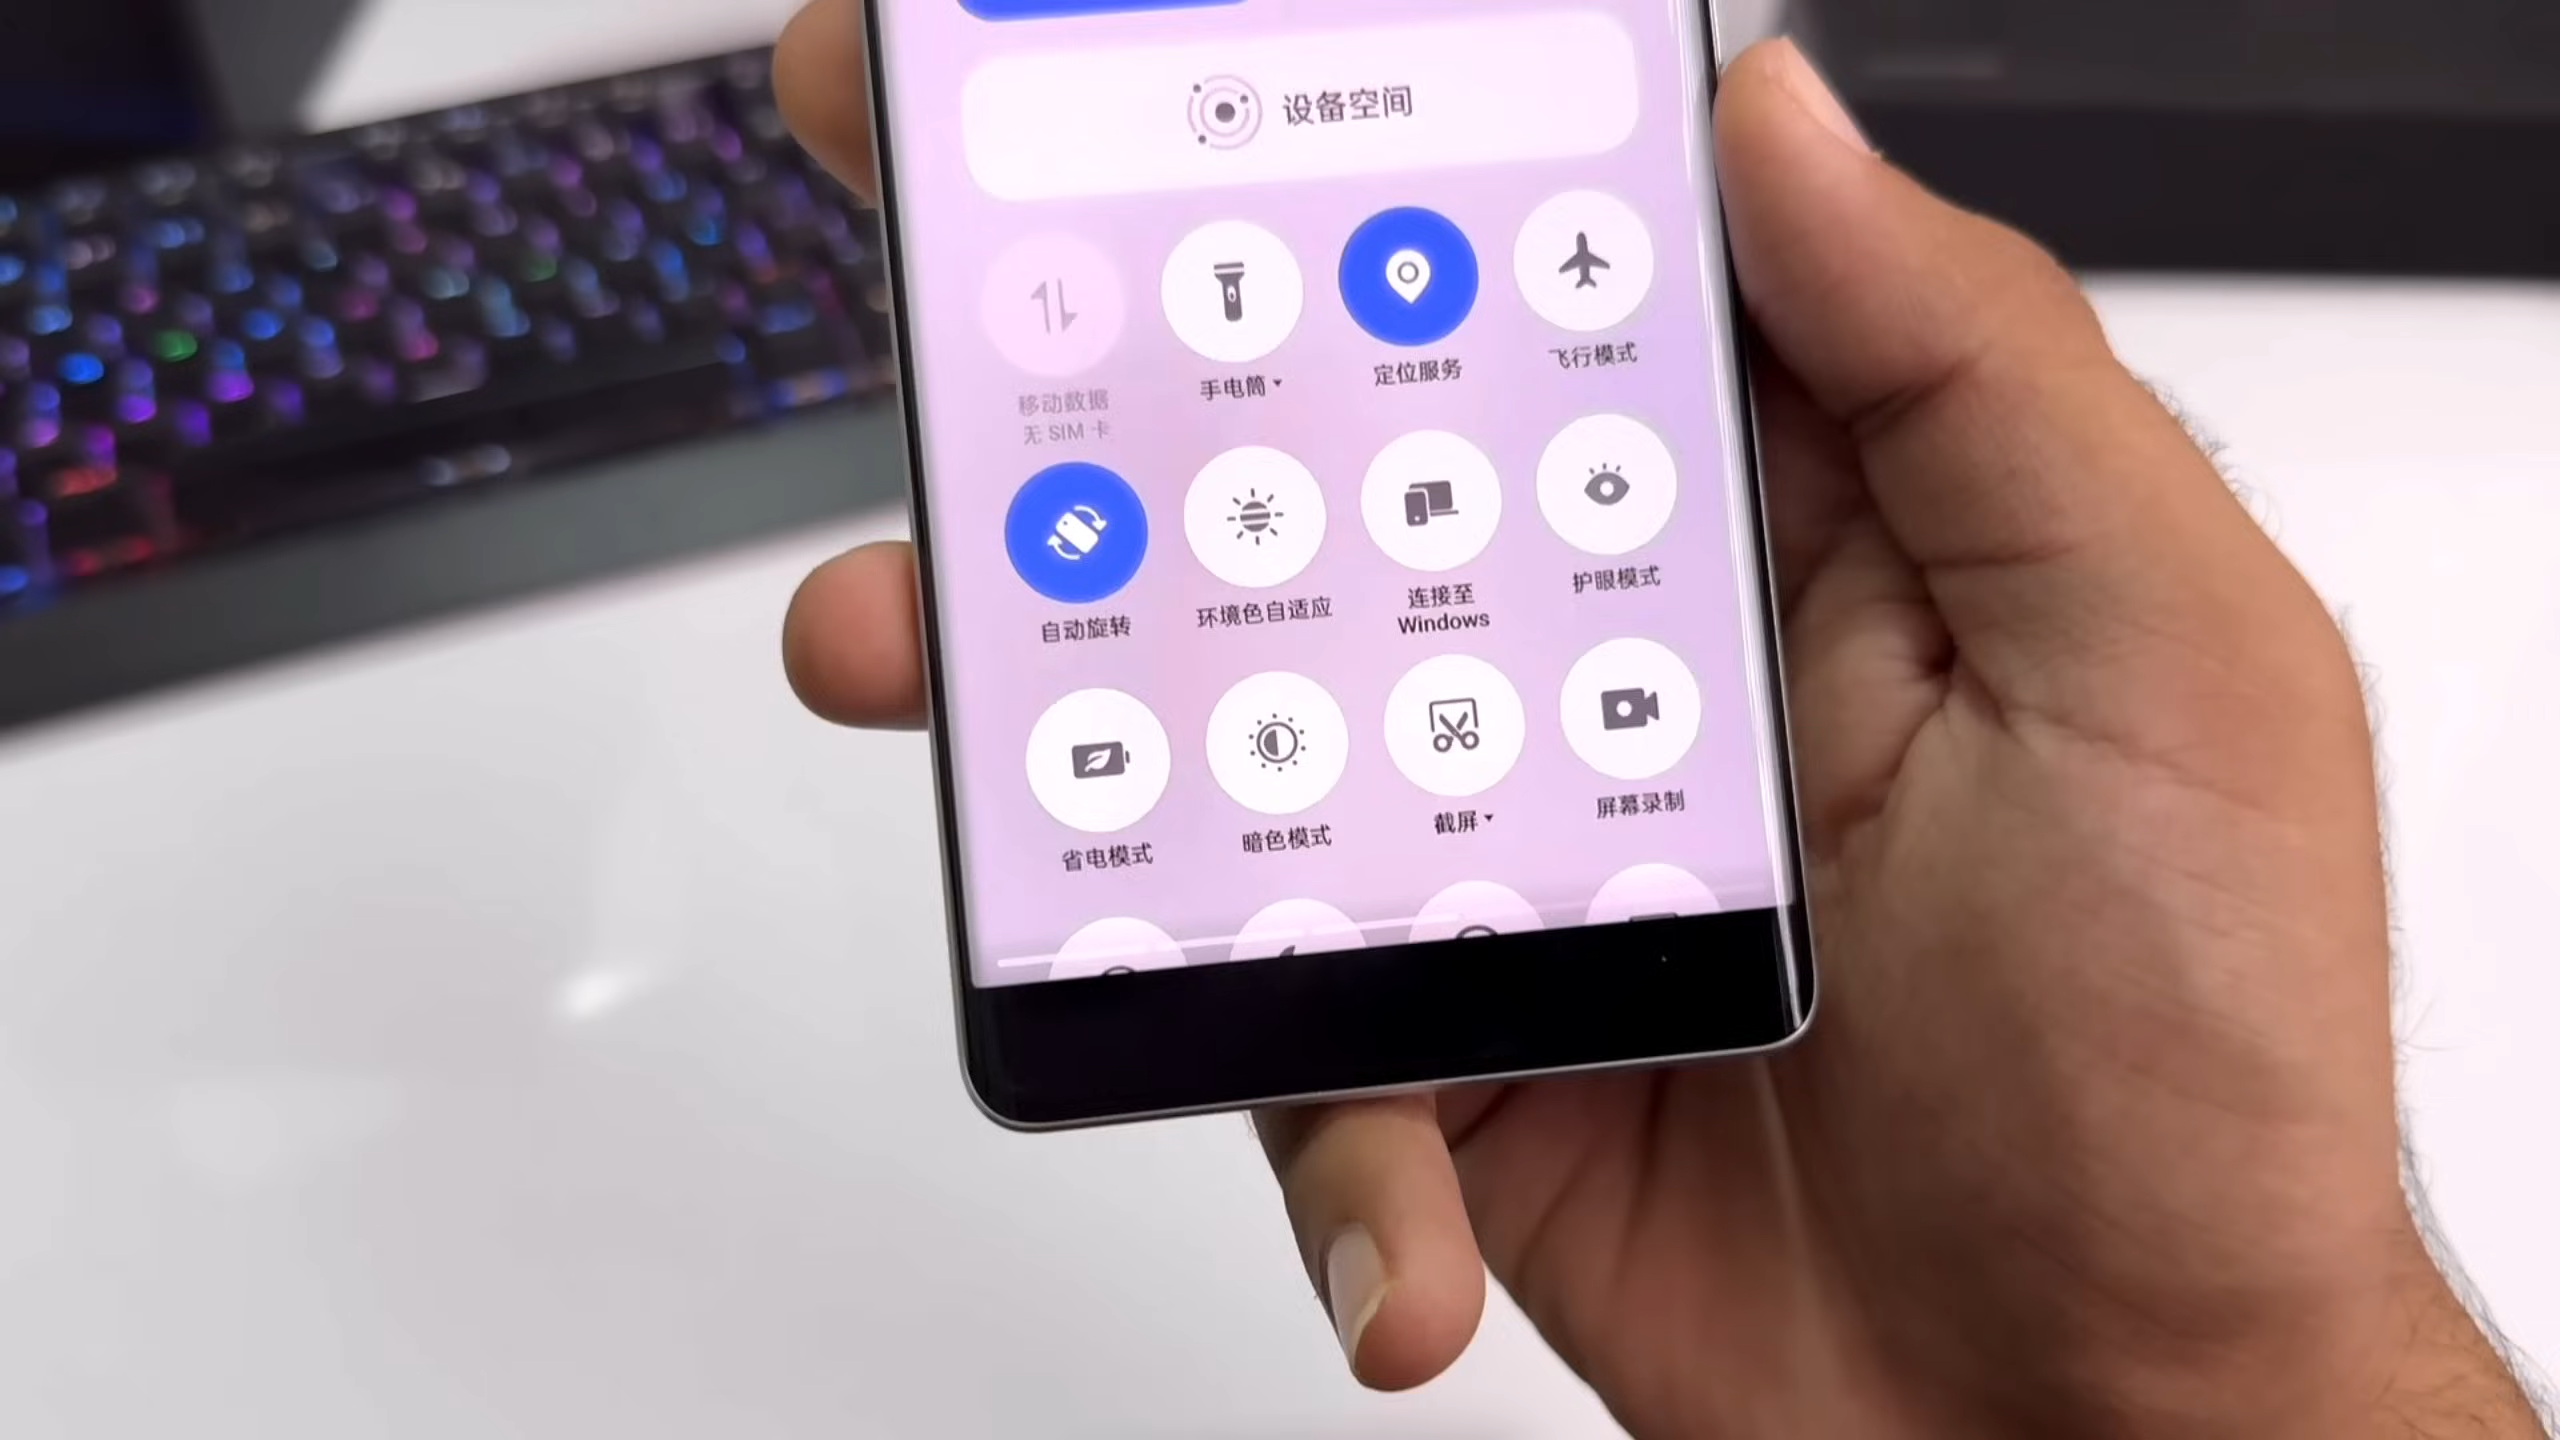 设备空间
移动数据
无 SIM 卡
手电筒
定位服务
飞行模式
自动旋转
环境色自适应
连接至
Windows
护眼模式
省电模式
暗色模式
截屏
屏幕录制